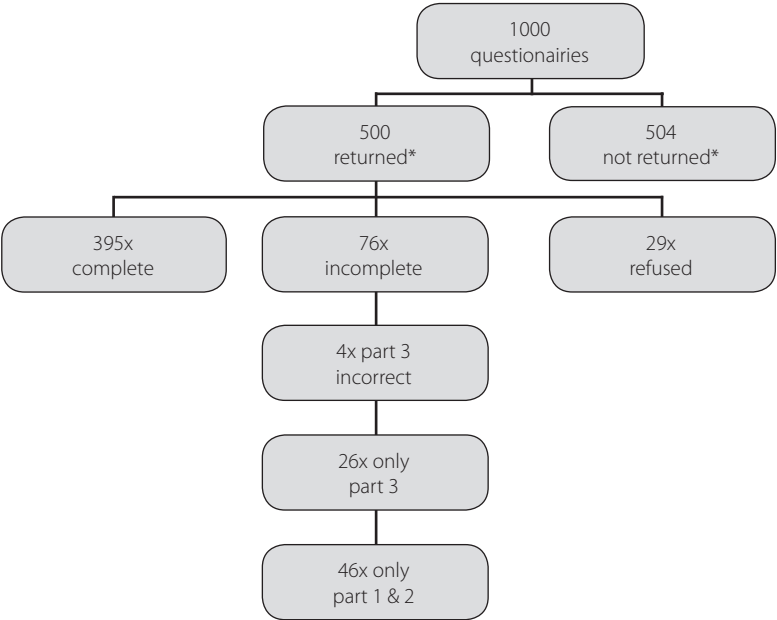 1000
questionairies
500
returned*
504
not returned*
395x
complete
76x
incomplete
29x
refused
4x part 3
incorrect
26x only
part 3
46x only
part 1 & 2